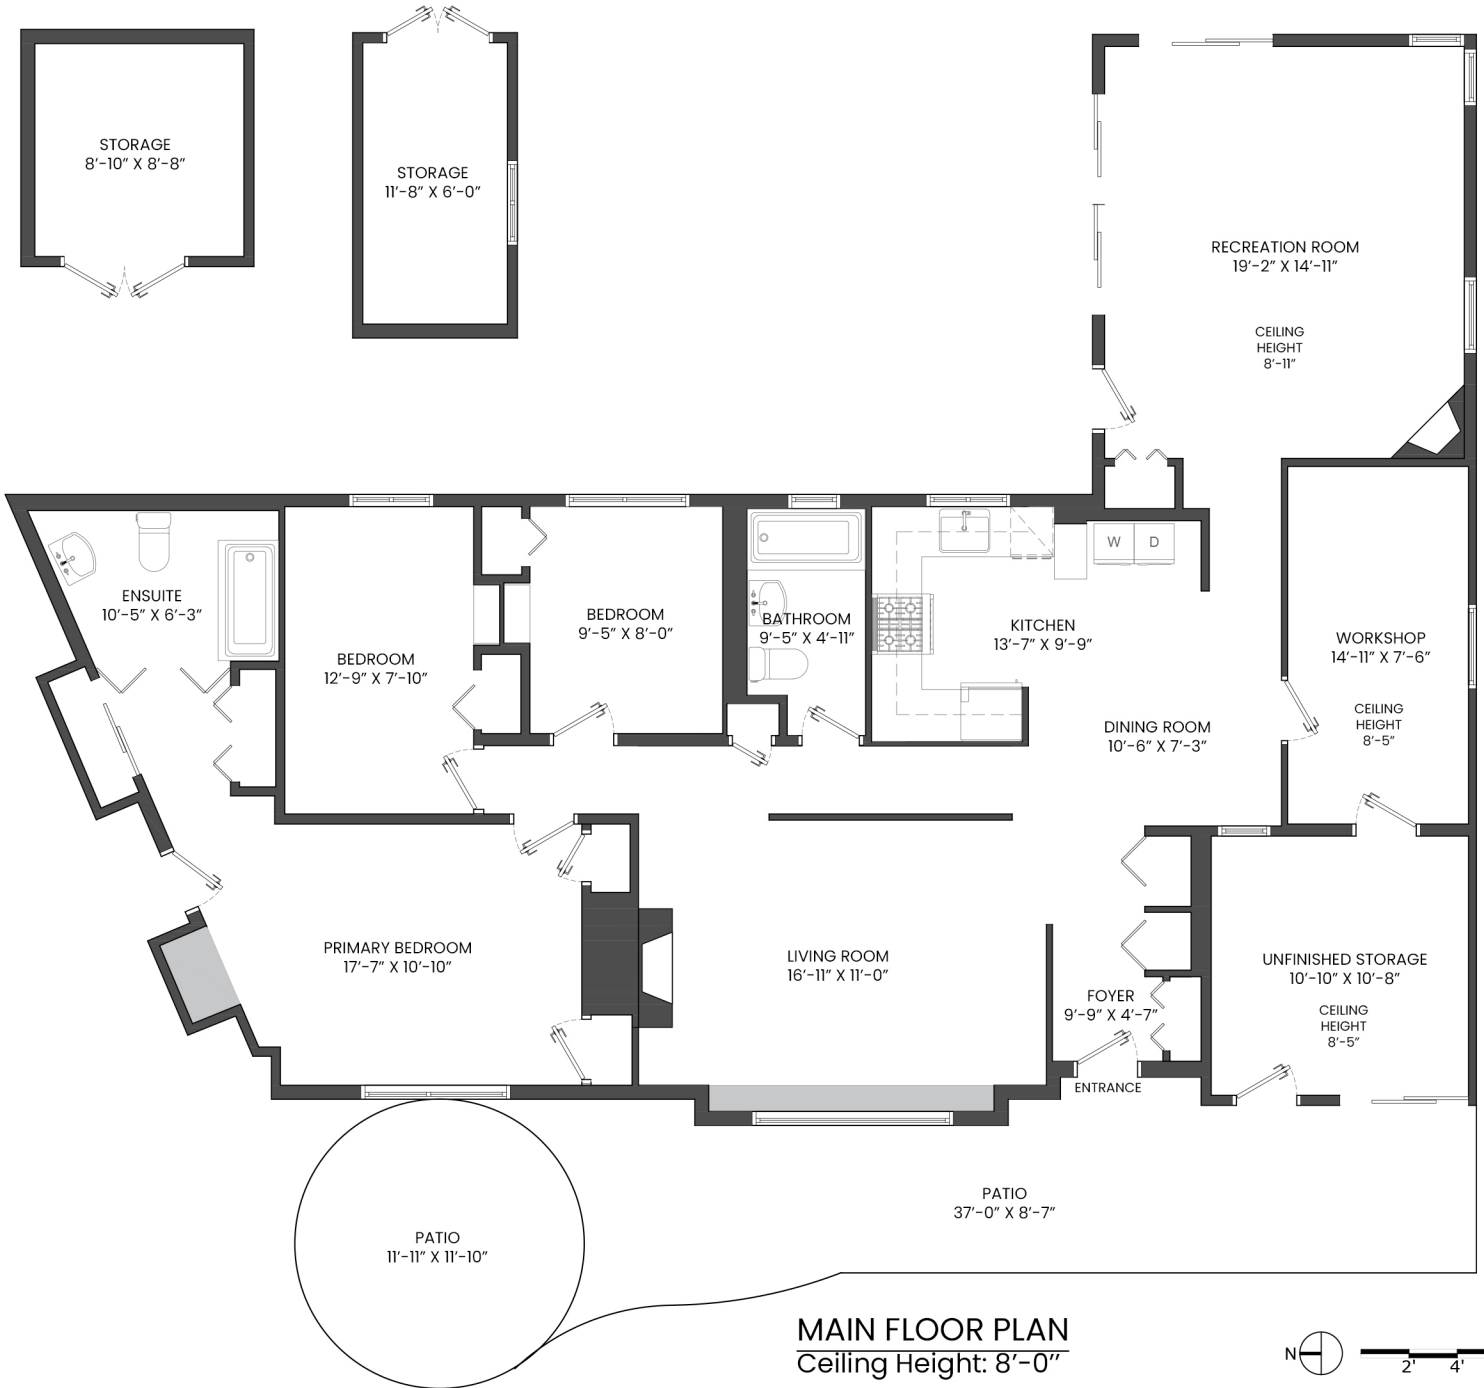 STORAGE
8’-10” X 8’-8”
STORAGE
11’-8” X 6’-0”
RECREATION ROOM
19’-2” X 14’-11”
CEILING
HEIGHT
8’-11”
W D
ENSUITE
10’-5” X 6’-3”
BEDROOM
12’-9” X 7’-10”
BEDROOM
9’-5” X 8’-0”
BATHROOM
9’-5” X 4’-11”
KITCHEN
13’-7” X 9’-9”
WORKSHOP
14’-11” X 7’-6”
CEILING
HEIGHT
8’-5”
DINING ROOM
10’-6” X 7’-3”
PRIMARY BEDROOM
17’-7” X 10’-10”
LIVING ROOM
16’-11” X 11’-0”
FOYER
9’-9” X 4’-7”
ENTRANCE
UNFINISHED STORAGE
10’-10” X 10’-8”
CEILING
HEIGHT
8’-5”
PATIO
37’-0” X 8’-7”
PATIO
11’-11” X 11’-10”
MAIN FLOOR PLAN
Ceiling Height: 8’-0’’
N
2' 4'